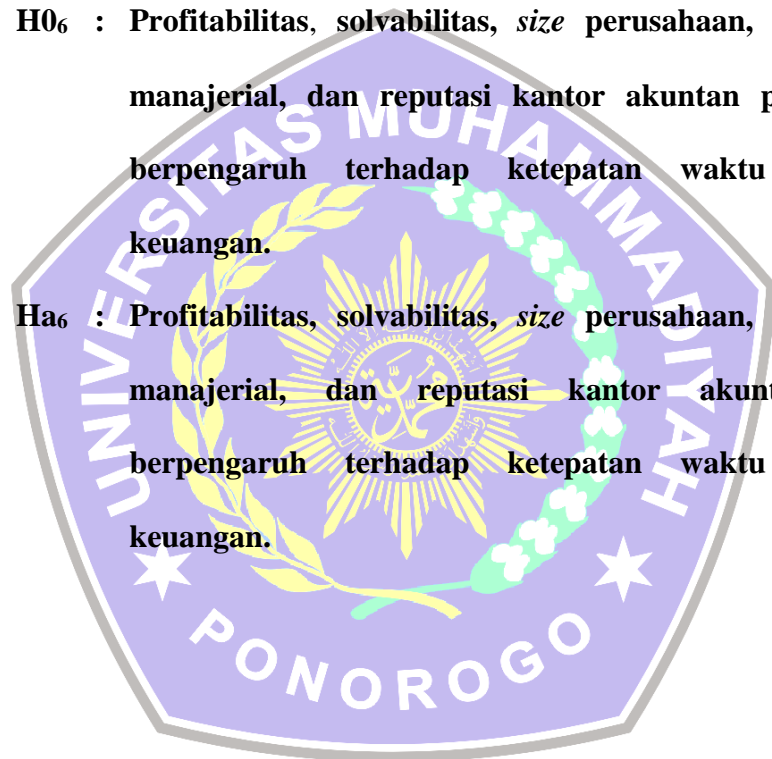 H0₆ : Profitabilitas, solvabilitas, size perusahaan,
manajerial, dan reputasi kantor akuntan
berpengaruh terhadap ketepatan waktu
keuangan.
Ha₆ : Profitabilitas, solvabilitas, size perusahaan,
manajerial, dan reputasi kantor
berpengaruh terhadap ketepatan waktu
keuangan.
UNIVERSITAS MUHAMMADIYAH
PONOROGO